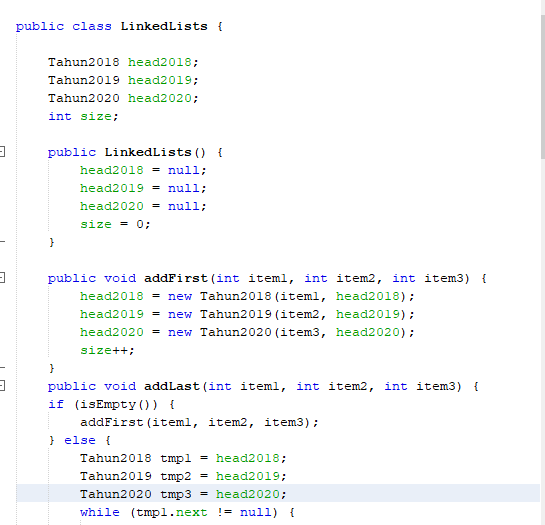 public class LinkedLists {
Tahun2018 head2018;
Tahun2019 head2019;
Tahun2020 head2020;
int size;
public LinkedLists() {
head2018 = null;
head2019 = null;
head2020 = null;
size = 0;
}
public void addFirst(int item1, int item2, int item3) {
head2018 = new Tahun2018(item1, head2018);
head2019 = new Tahun2019(item2, head2019);
head2020 = new Tahun2020(item3, head2020);
size++;
}
public void addLast(int item1, int item2, int item3) {
if (isEmpty()) {
addFirst(item1, item2, item3);
} else {
Tahun2018 tmp1 = head2018;
Tahun2019 tmp2 = head2019;
Tahun2020 tmp3 = head2020;
while (tmp1.next != null) {